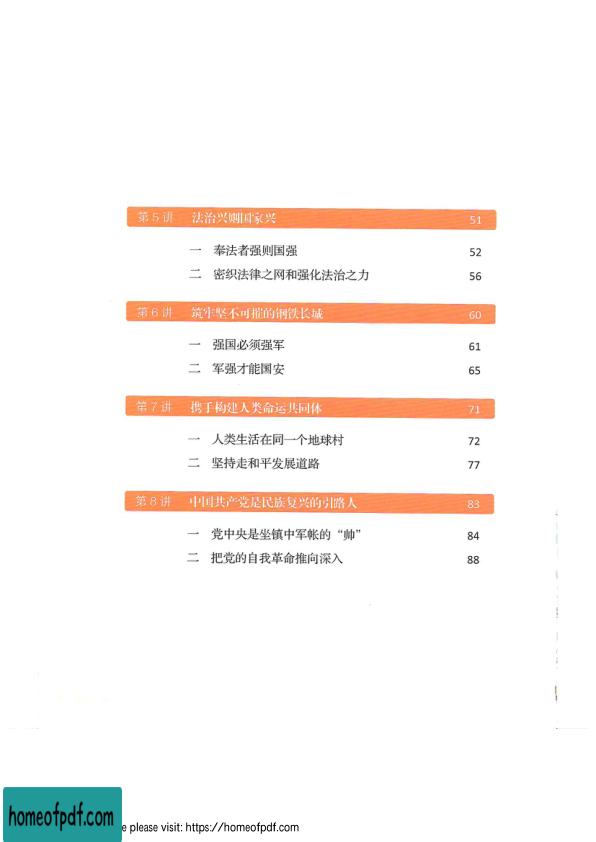 第5讲 法治兴则国家兴 51
一 奉法者强则国强 52
二 密织法律之网和强化法治之力 56
第6讲 筑牢坚不可摧的钢铁长城 60
一 强国必须强军 61
二 军强才能国安 65
第7讲 携手构建人类命运共同体 71
一 人类生活在同一个地球村 72
二 坚持走和平发展道路 77
第8讲 中国共产党是民族复兴的引路人 83
一 党中央是坐镇中军帐的“帅” 84
二 把党的自我革命推向深入 88
homeofpdf.com
e please visit: https://homeofpdf.com